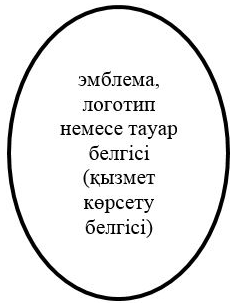 эмблема,
логотип
немесе тауар
белгісі
(қызмет
көрсету
белгісі)